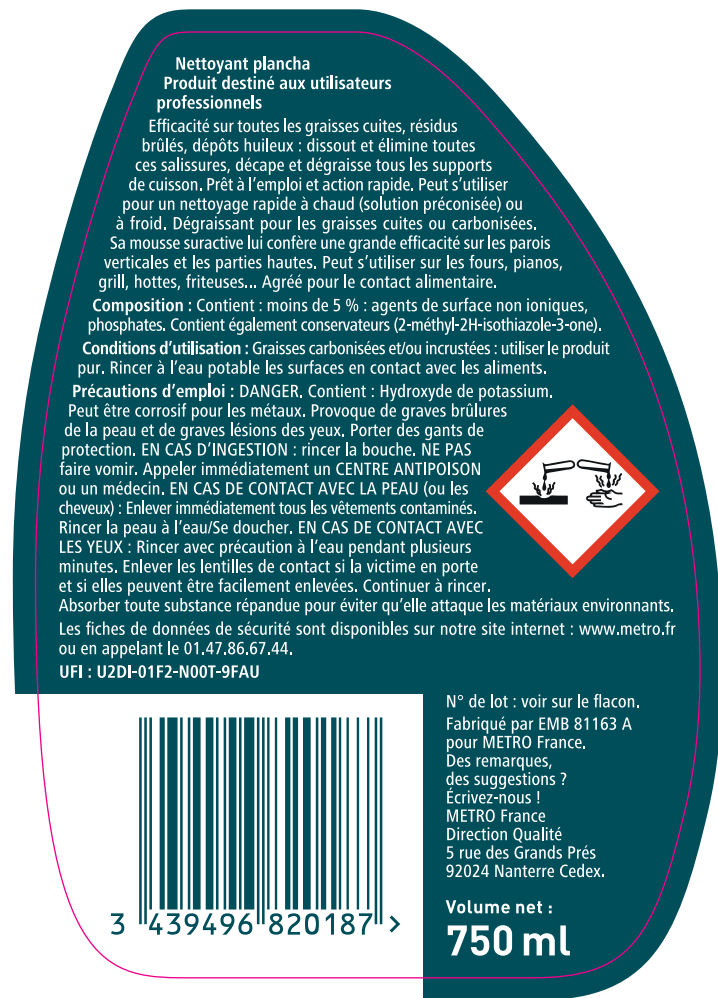 Nettoyant plancha
Produit destiné aux utilisateurs
professionnels
Efficacité sur toutes les graisses cuites, résidus
brûlés, dépôts huileux : dissout et élimine toutes
ces salissures, décape et dégraisse tous les supports
de cuisson. Prêt à l'emploi et action rapide. Peut s'utiliser
pour un nettoyage rapide à chaud (solution préconisée) ou
à froid. Dégraissant pour les graisses cuites ou carbonisées.
Sa mousse suractive lui confère une grande efficacité sur les parois
verticales et les parties hautes. Peut s'utiliser sur les fours, pianos,
grill, hottes, friteuses... Agréé pour le contact alimentaire.
Composition : Contient : moins de 5 % : agents de surface non ioniques,
phosphates. Contient également conservateurs (2-méthyl-2H-isothiazole-3-one).
Conditions d'utilisation : Graisses carbonisées et/ou incrustées : utiliser le produit
pur. Rincer à l'eau potable les surfaces en contact avec les aliments.
Précautions d'emploi : DANGER. Contient : Hydroxyde de potassium.
Peut être corrosif pour les métaux. Provoque de graves brûlures
de la peau et de graves lésions des yeux. Porter des gants de
protection. EN CAS D'INGESTION : rincer la bouche. NE PAS
faire vomir. Appeler immédiatement un CENTRE ANTIPOISON
ou un médecin. EN CAS DE CONTACT AVEC LA PEAU (ou les
cheveux) : Enlever immédiatement tous les vêtements contaminés.
Rincer la peau à l'eau/Se doucher. EN CAS DE CONTACT AVEC
LES YEUX : Rincer avec précaution à l'eau pendant plusieurs
minutes. Enlever les lentilles de contact si la victime en porte
et si elles peuvent être facilement enlevées. Continuer à rincer.
Absorber toute substance répandue pour éviter qu'elle attaque les matériaux environnants.
Les fiches de données de sécurité sont disponibles sur notre site internet : www.metro.fr
ou en appelant le 01.47.86.67.44.
UFI : U2DI-01F2-N00T-9FAU
N° de lot : voir sur le flacon.
Fabriqué par EMB 81163 A
pour METRO France.
Des remarques,
des suggestions ?
Écrivez-nous !
METRO France
Direction Qualité
5 rue des Grands Prés
92024 Nanterre Cedex.
Volume net :
750 ml
3 439496 820187 >